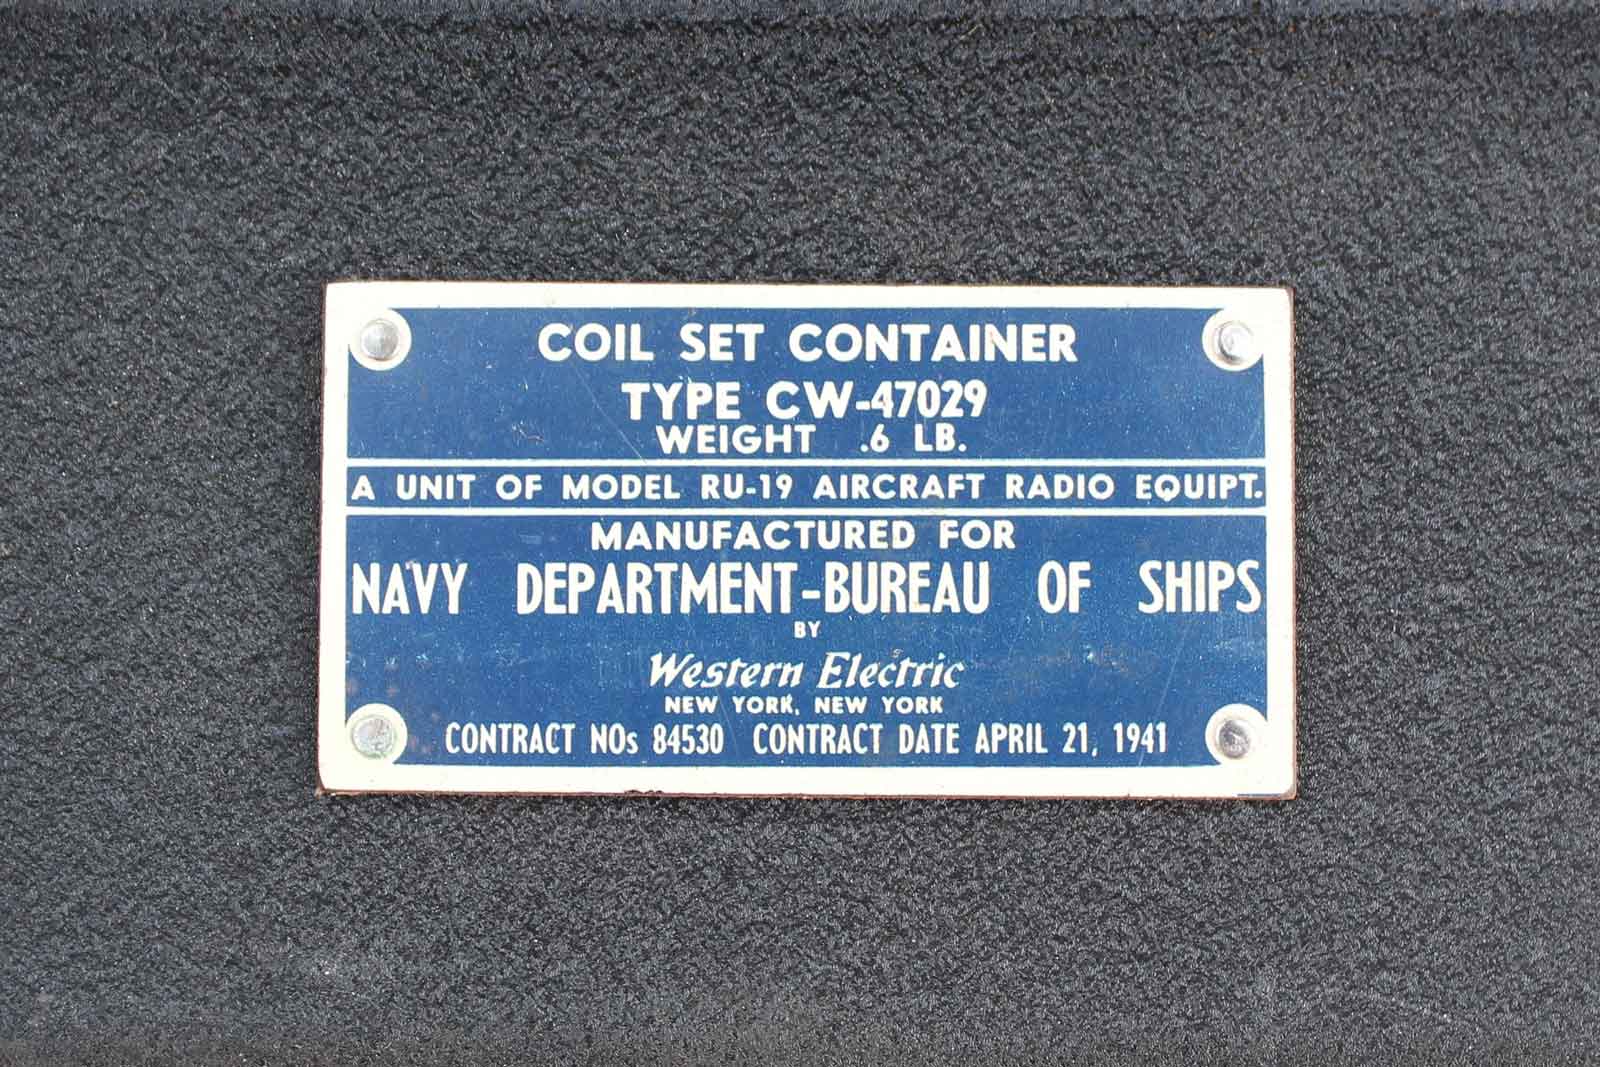 COIL SET CONTAINER
TYPE CW-47029
WEIGHT .6 LB.
A UNIT OF MODEL RU-19 AIRCRAFT RADIO EQUIPT.
MANUFACTURED FOR
NAVY DEPARTMENT-BUREAU OF SHIPS
BY
Western Electric
NEW YORK, NEW YORK
CONTRACT NOs 84530 CONTRACT DATE APRIL 21, 1941